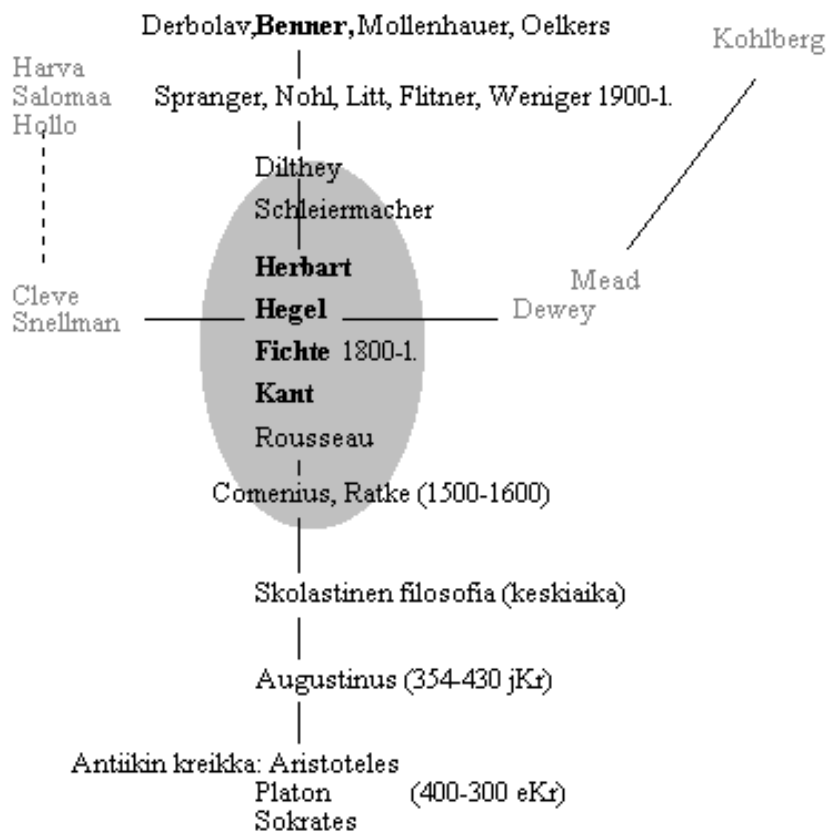 Derbolav,Benner, Mollenhauer, Oelkers
Kohlberg
Harva
Salomaa
Hollo
Spranger, Nohl, Litt, Flitner, Weniger 1900-l.
Dilthey
Schleiermacher
Herbart
Hegel
Fichte 1800-l.
Kant
Rousseau
Cleve
Snellman
Mead
Dewey
Comenius, Ratke (1500-1600)
Skolastinen filosofia (keskiaika)
Augustinus (354-430 jKr)
Antiikin kreikka: Aristoteles
Platon (400-300 eKr)
Sokrates